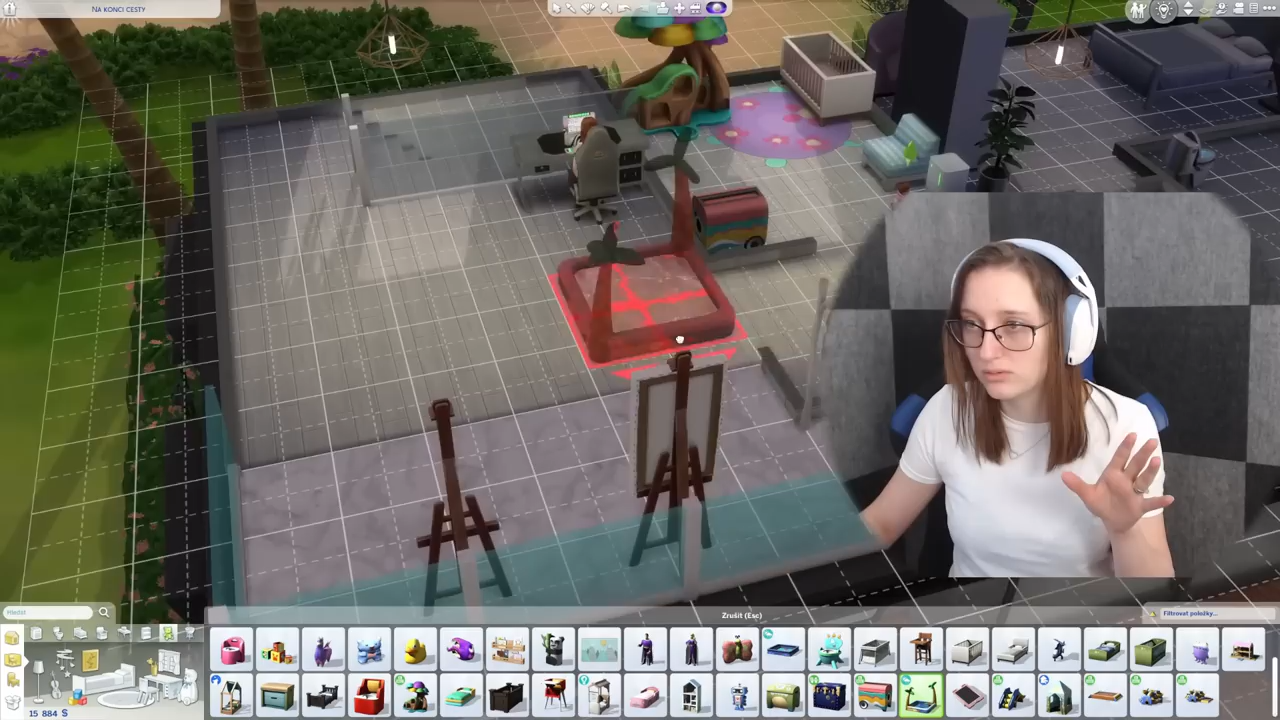 NA KONCI CESTY
Hledat
Zrušit (Esc)
Filtrovat položky...
15 884 $